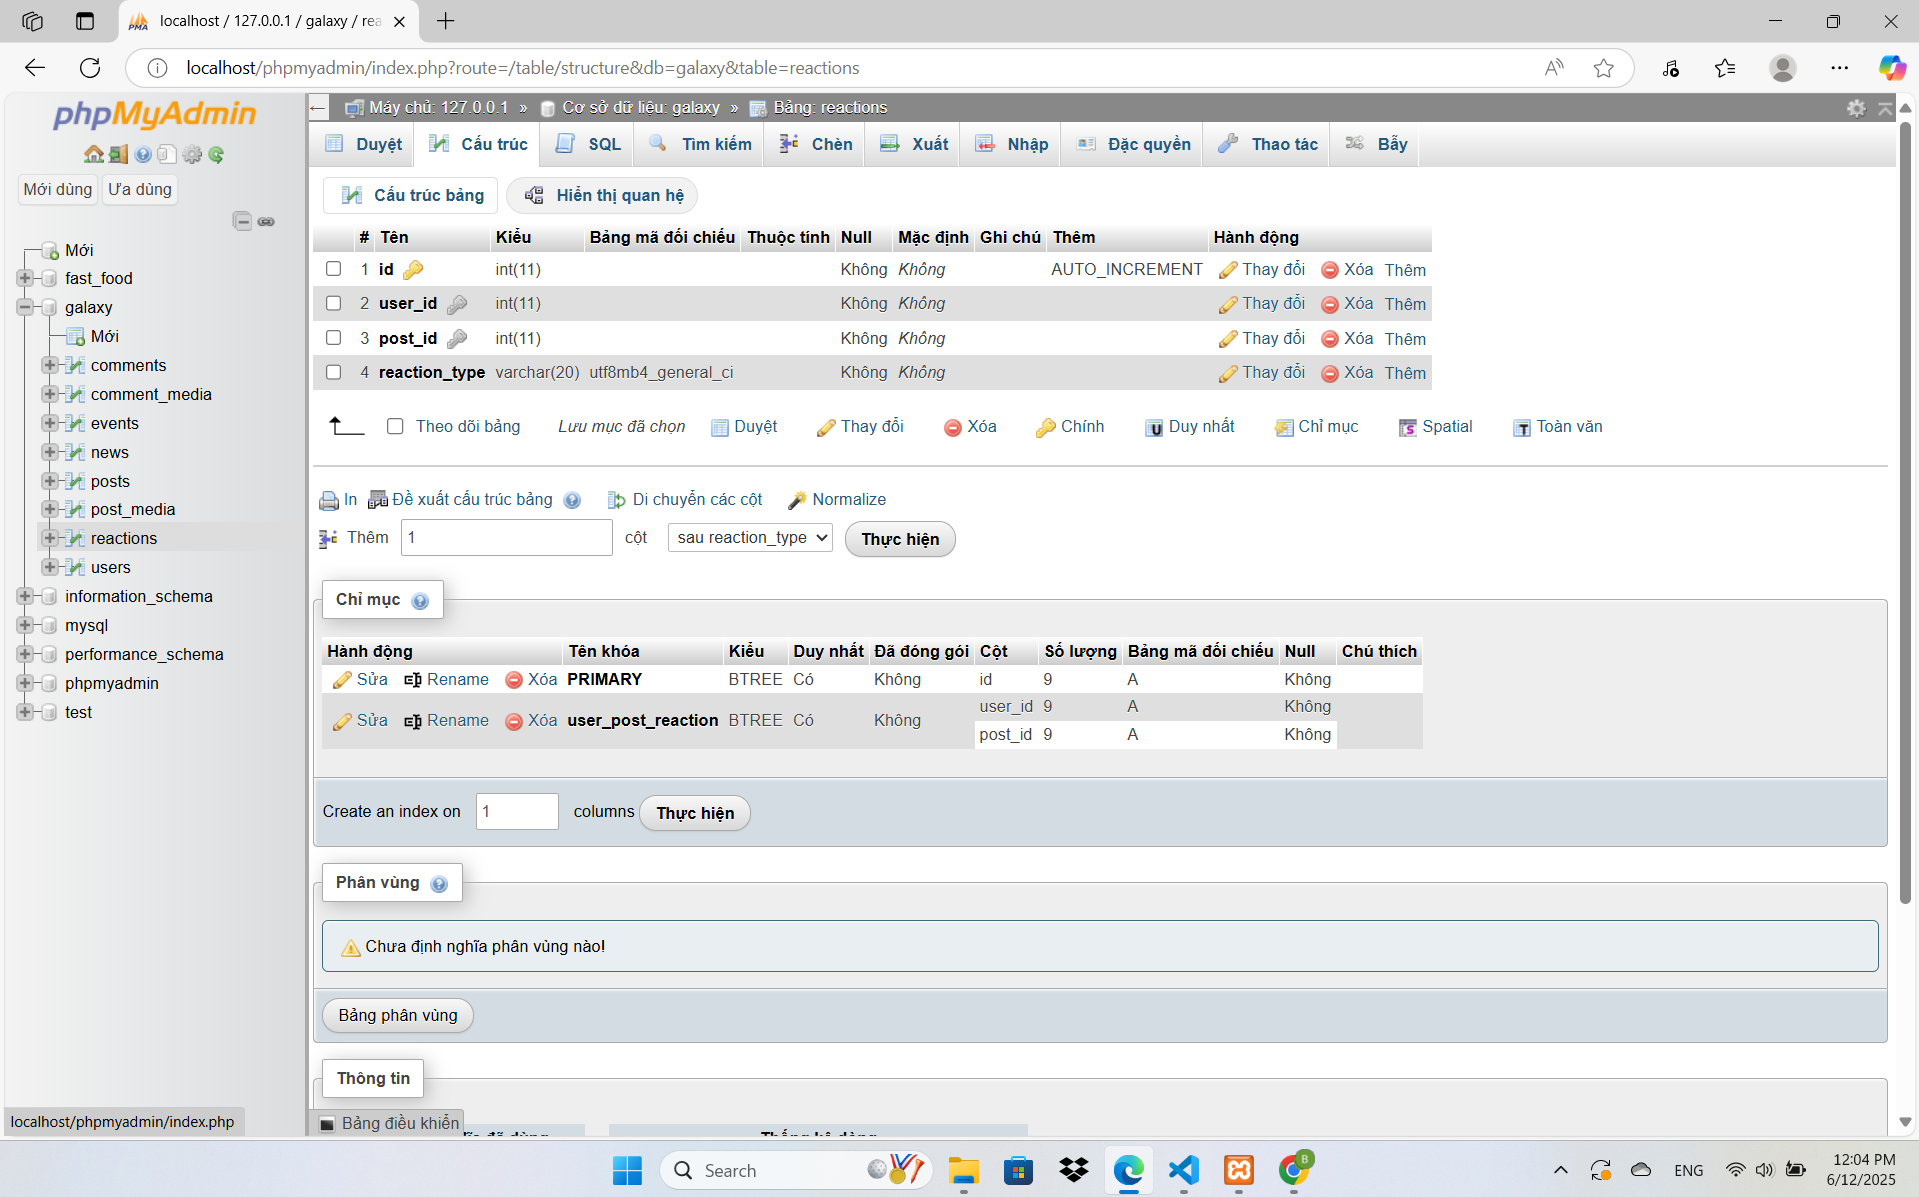 localhost / 127.0.0.1 / galaxy / rea
localhost/phpmyadmin/index.php?route=/table/structure&db=galaxy&table=reactions
phpMyAdmin
Mới dùng Ưa dùng
Mới
fast_food
galaxy
Mới
comments
comment_media
events
news
posts
post_media
reactions
users
information_schema
mysql
performance_schema
phpmyadmin
test
localhost/phpmyadmin/index.php
Máy chủ: 127.0.0.1 » Cơ sở dữ liệu: galaxy » Bảng: reactions
Duyệt Cấu trúc SQL Tìm kiếm Chèn Xuất Nhập Đặc quyền Thao tác Bẫy
Cấu trúc bảng Hiển thị quan hệ
# Tên Kiểu Bảng mã đối chiếu Thuộc tính Null Mặc định Ghi chú Thêm Hành động
1 id int(11) Không Không AUTO_INCREMENT Thay đổi Xóa Thêm
2 user_id int(11) Không Không Thay đổi Xóa Thêm
3 post_id int(11) Không Không Thay đổi Xóa Thêm
4 reaction_type varchar(20) utf8mb4_general_ci Không Không Thay đổi Xóa Thêm
Theo dõi bảng Lưu mục đã chọn Duyệt Thay đổi Xóa Chính Duy nhất Chỉ mục Spatial Toàn văn
In Đề xuất cấu trúc bảng Di chuyển các cột Normalize
Thêm 1 cột sau reaction_type Thực hiện
Chỉ mục
Hành động Tên khóa Kiểu Duy nhất Đã đóng gói Cột Số lượng Bảng mã đối chiếu Null Chú thích
Sửa Rename Xóa PRIMARY BTREE Có Không id 9 A Không
Sửa Rename Xóa user_post_reaction BTREE Có Không user_id 9 A Không
post_id 9 A Không
Create an index on 1 columns Thực hiện
Phân vùng
Chưa định nghĩa phân vùng nào!
Bảng phân vùng
Thông tin
Bảng điều khiển
Search
ENG
12:04 PM
6/12/2025